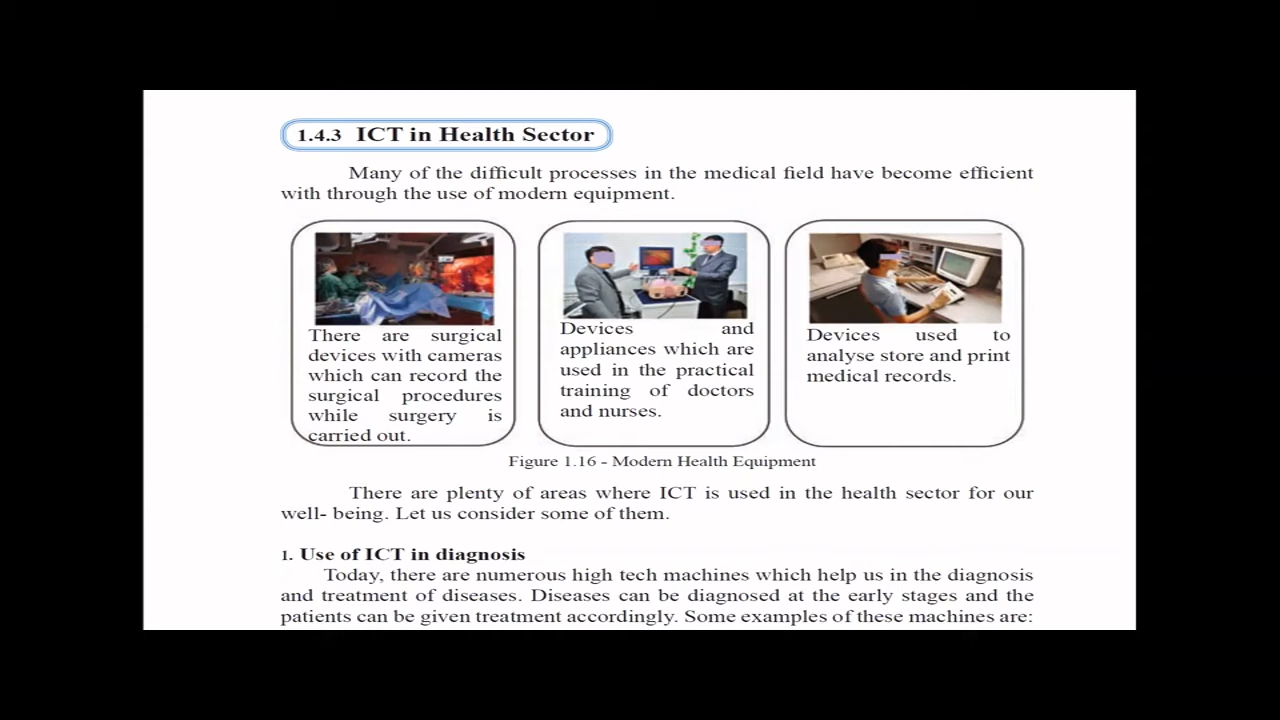 1.4.3 ICT in Health Sector
Many of the difficult processes in the medical field have become efficient
with through the use of modern equipment.
There are surgical
devices with cameras
which can record the
surgical procedures
while surgery is
carried out.
Devices and
appliances which are
used in the practical
training of doctors
and nurses.
Devices used to
analyse store and print
medical records.
Figure 1.16 - Modern Health Equipment
There are plenty of areas where ICT is used in the health sector for our
well- being. Let us consider some of them.
1. Use of ICT in diagnosis
Today, there are numerous high tech machines which help us in the diagnosis
and treatment of diseases. Diseases can be diagnosed at the early stages and the
patients can be given treatment accordingly. Some examples of these machines are: